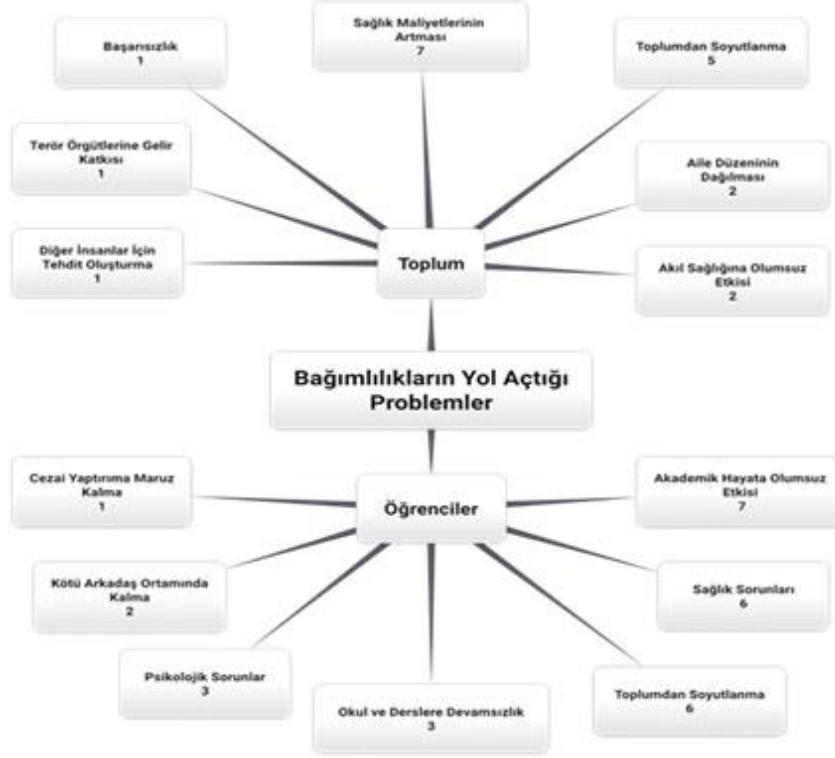 Sağlık Maliyetlerinin
Artması
7
Başarısızlık
1
Toplumdan Soyutlanma
5
Terör Örgütlerine Gelir
Katkısı
1
Aile Düzeninin
Dağılması
2
Diğer İnsanlar İçin
Tehdit Oluşturma
1
Toplum
Akıl Sağlığına Olumsuz
Etkisi
2
Bağımlılıkların Yol Açtığı
Problemler
Cezai Yaptırıma Maruz
Kalma
1
Öğrenciler
Akademik Hayata Olumsuz
Etkisi
7
Kötü Arkadaş Ortamında
Kalma
2
Sağlık Sorunları
6
Psikolojik Sorunlar
3
Okul ve Derslere Devamsızlık
3
Toplumdan Soyutlanma
6